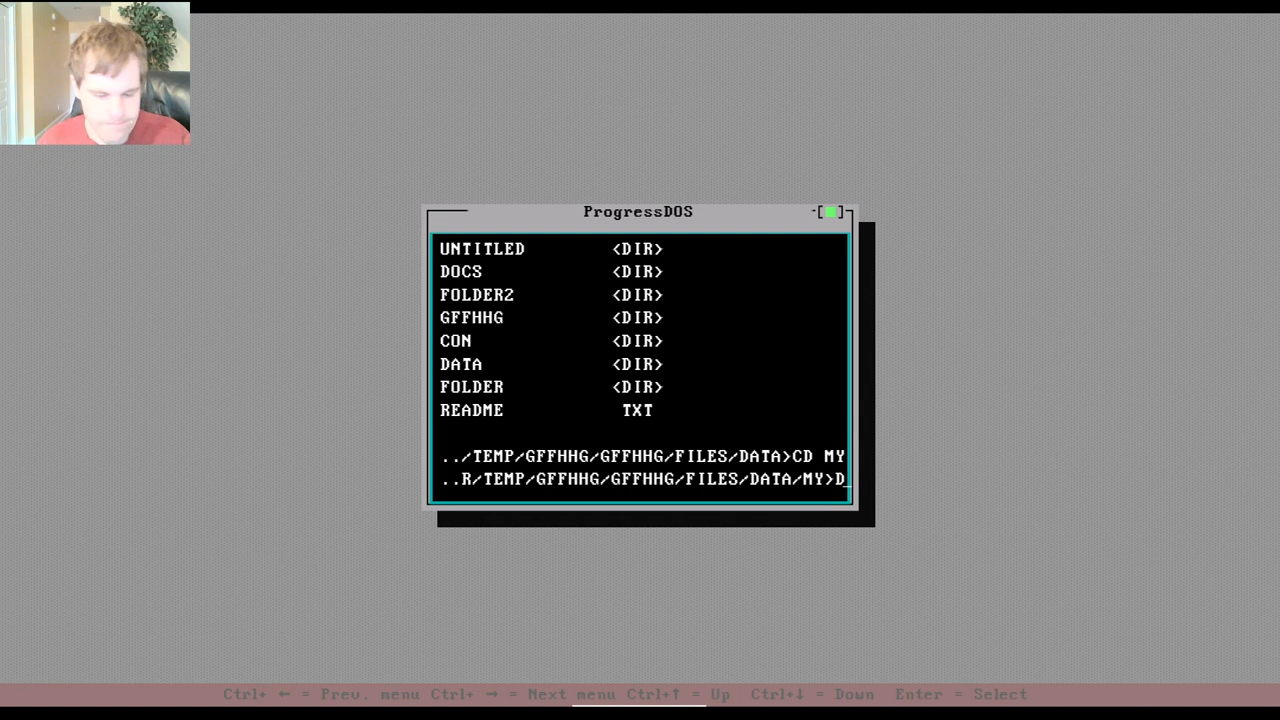 ProgressDOS
-[■]
UNTITLED <DIR>
DOCS <DIR>
FOLDER2 <DIR>
GFFHHG <DIR>
CON <DIR>
DATA <DIR>
FOLDER <DIR>
README TXT
../TEMP/GFFHHG/GFFHHG/FILES/DATA>CD MY
..R/TEMP/GFFHHG/GFFHHG/FILES/DATA/MY>D_
Ctrl+ ← = Prev. menu Ctrl+ → = Next menu Ctrl+↑ = Up Ctrl+↓ = Down Enter = Select